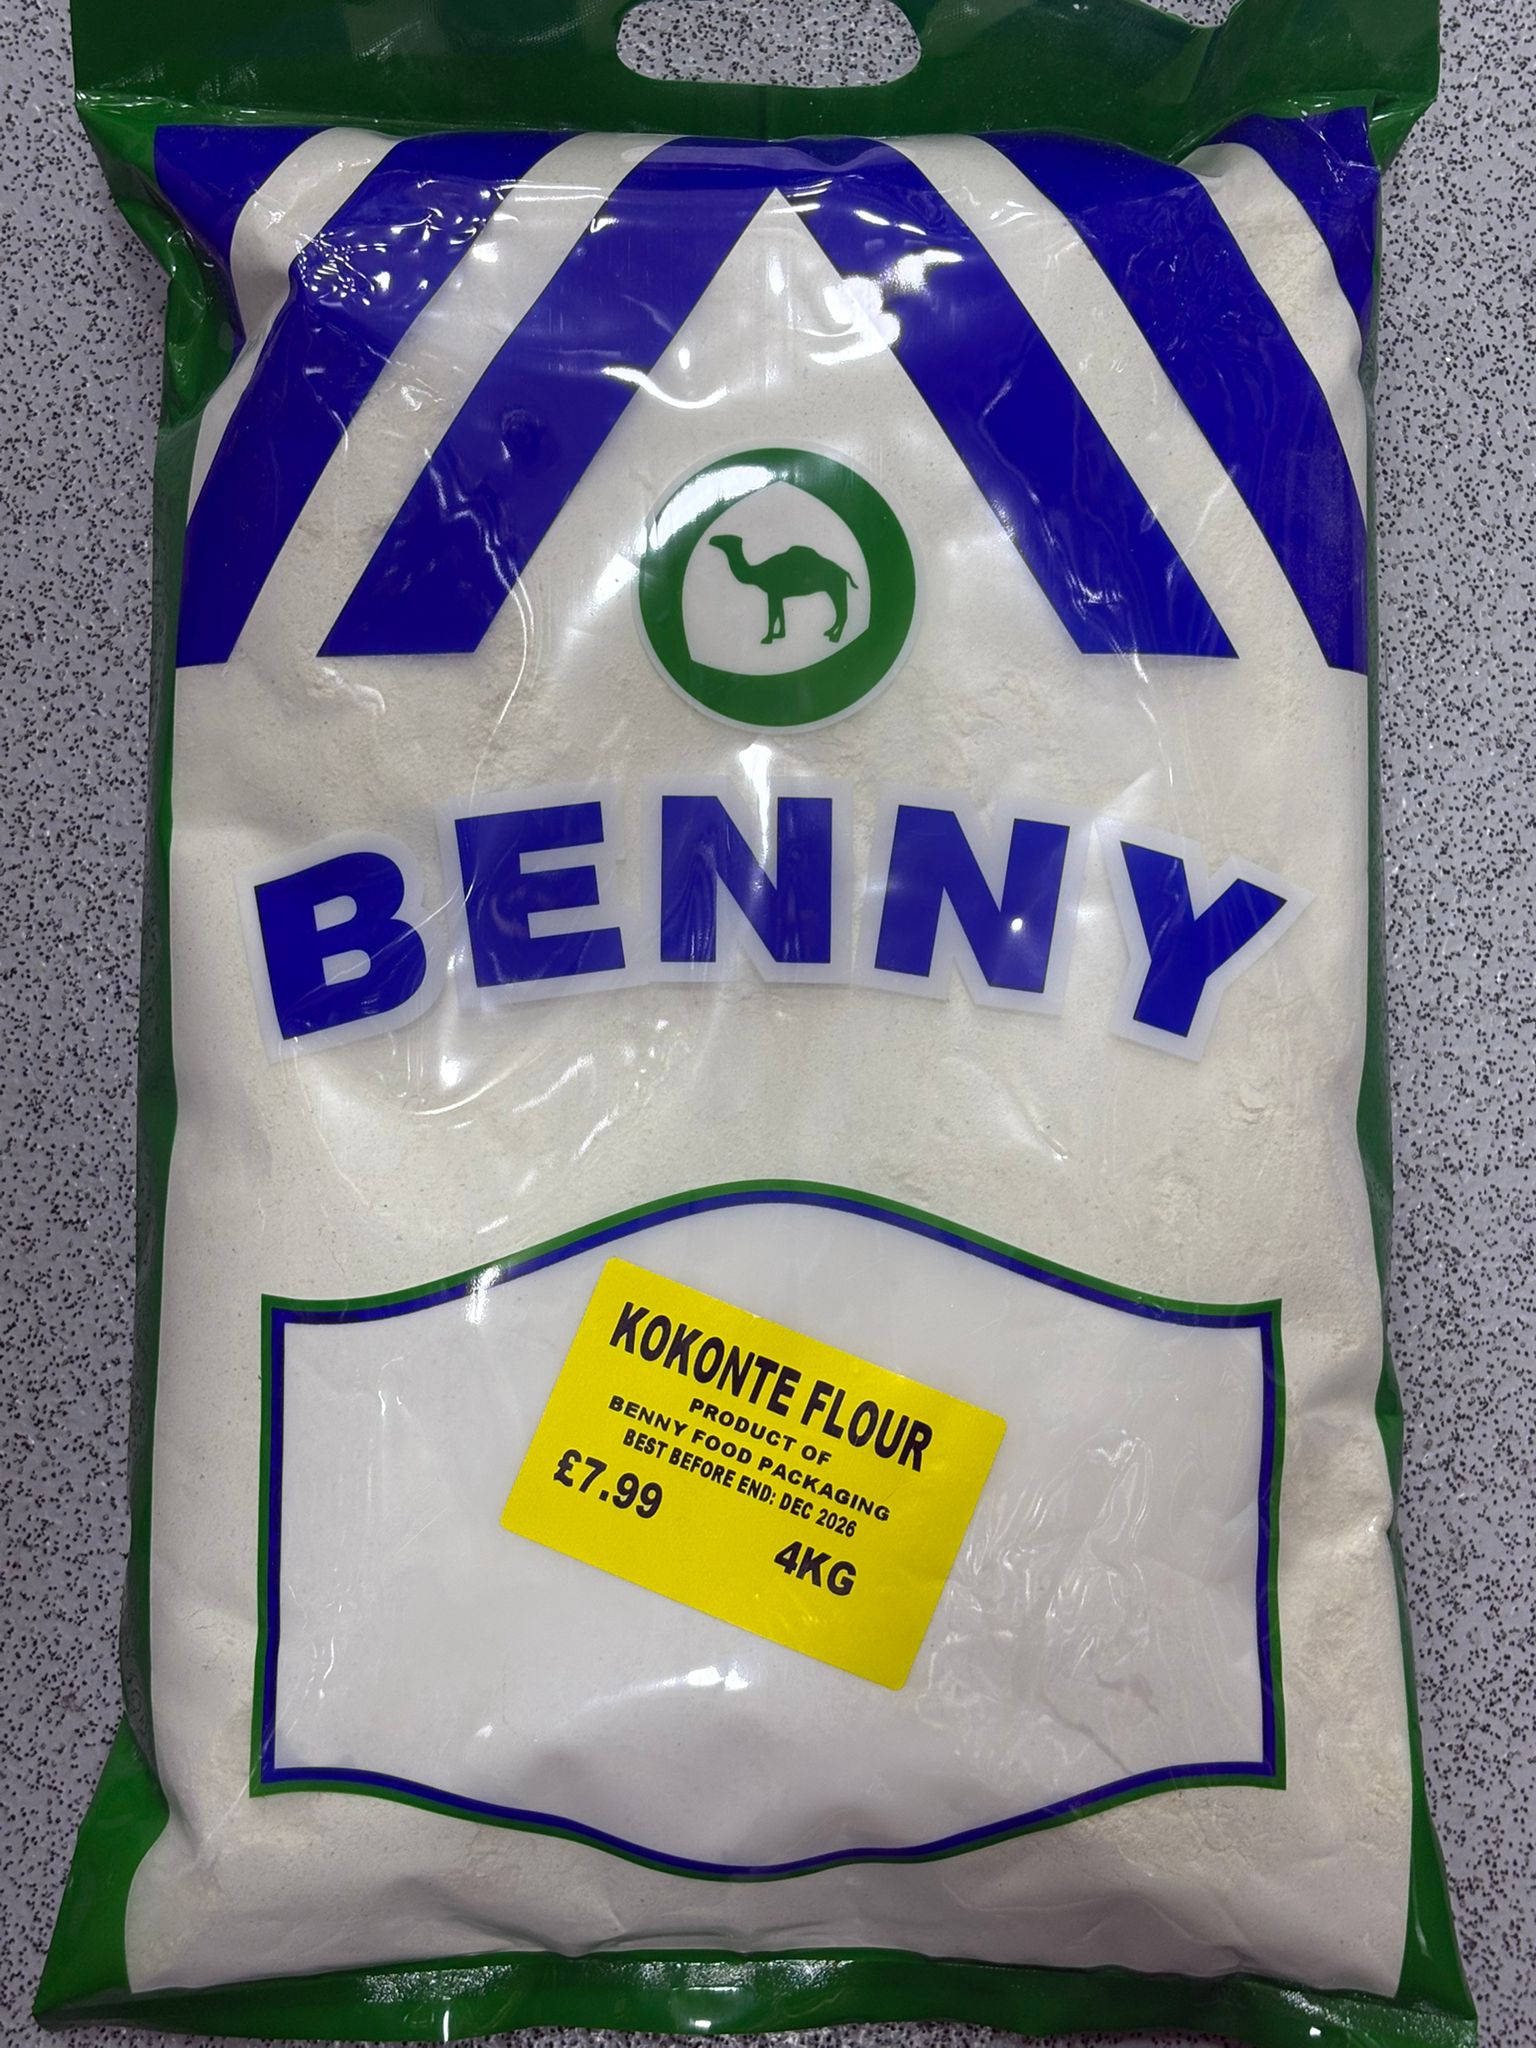 BENNY
KOKONTE FLOUR
PRODUCT OF
BENNY FOOD PACKAGING
BEST BEFORE END: DEC 2026
£7.99
4KG